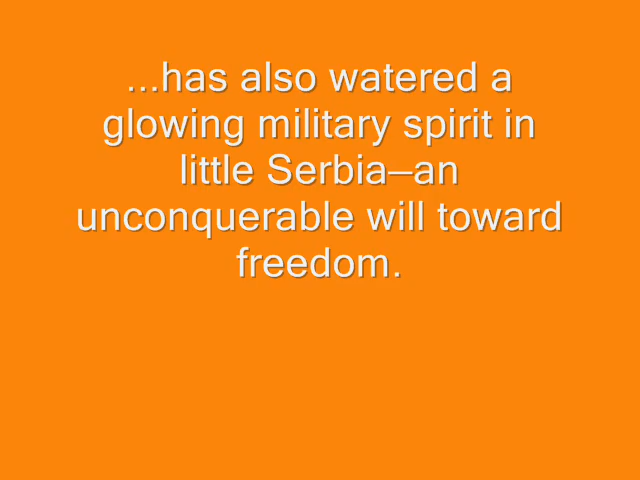 ...has also watered a
glowing military spirit in
little Serbia—an
unconquerable will toward
freedom.